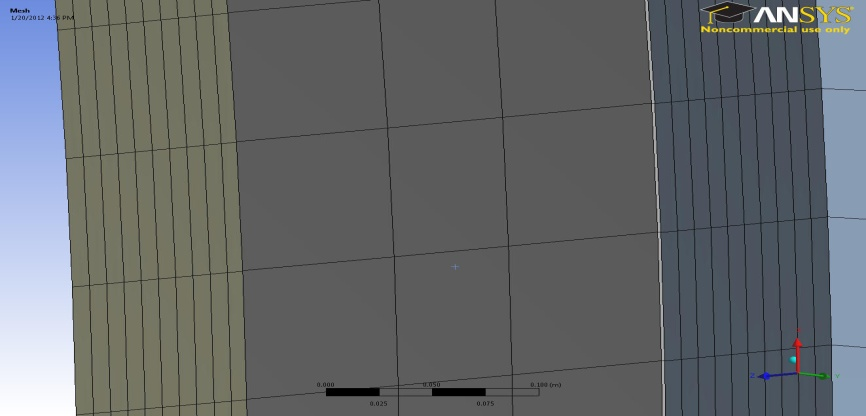 Mesh
1/20/2012 4:36 PM
ANSYS
Noncommercial use only
0.000
0.050
0.100 (m)
0.025
0.075
Z
Y